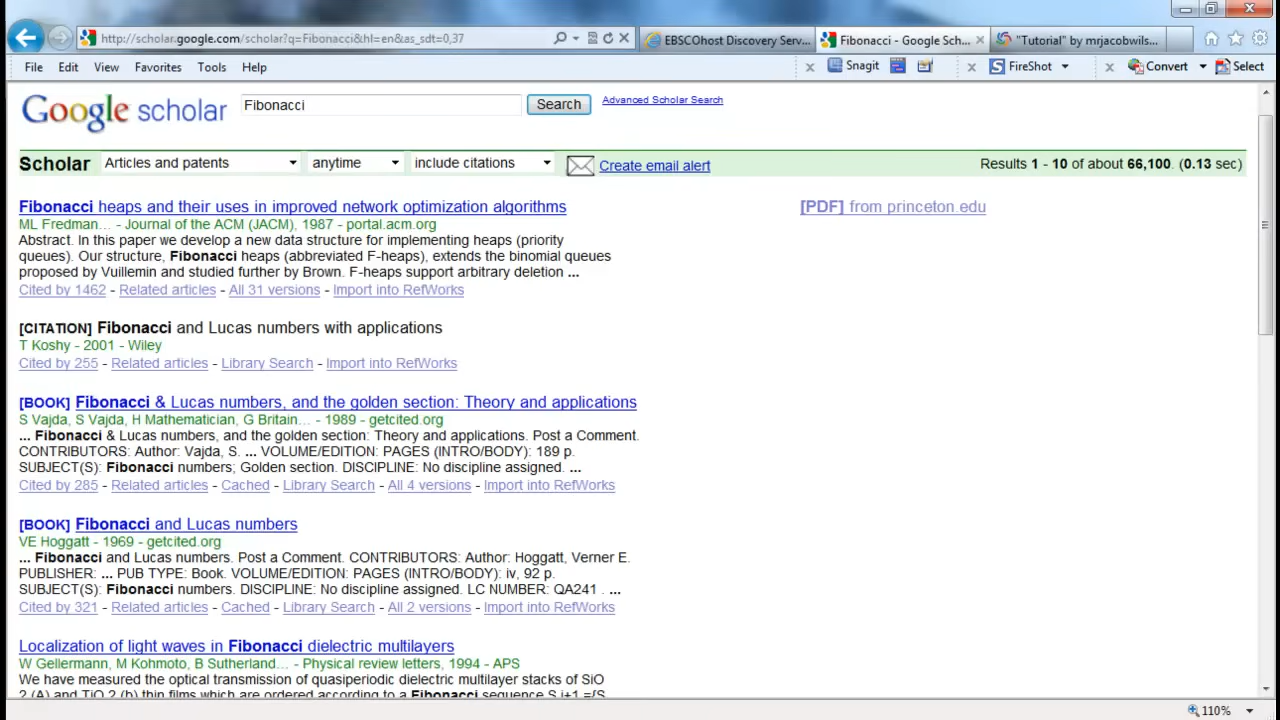 http://scholar.google.com/scholar?q=Fibonacci&hl=en&as_sdt=0,37
EBSCOhost Discovery Serv...
Fibonacci - Google Sch...
"Tutorial" by mrjacobwils...
File Edit View Favorites Tools Help
x Snagit x FireShot x Convert Select
Google scholar Fibonacci Search Advanced Scholar Search
Scholar Articles and patents anytime include citations Create email alert Results 1 - 10 of about 66,100. (0.13 sec)
Fibonacci heaps and their uses in improved network optimization algorithms [PDF] from princeton.edu
ML Fredman... - Journal of the ACM (JACM), 1987 - portal.acm.org
Abstract. In this paper we develop a new data structure for implementing heaps (priority
queues). Our structure, Fibonacci heaps (abbreviated F-heaps), extends the binomial queues
proposed by Vuillemin and studied further by Brown. F-heaps support arbitrary deletion ...
Cited by 1462 - Related articles - All 31 versions - Import into RefWorks
[CITATION] Fibonacci and Lucas numbers with applications
T Koshy - 2001 - Wiley
Cited by 255 - Related articles - Library Search - Import into RefWorks
[BOOK] Fibonacci & Lucas numbers, and the golden section: Theory and applications
S Vajda, S Vajda, H Mathematician, G Britain... - 1989 - getcited.org
... Fibonacci & Lucas numbers, and the golden section: Theory and applications. Post a Comment.
CONTRIBUTORS: Author: Vajda, S. ... VOLUME/EDITION: PAGES (INTRO/BODY): 189 p.
SUBJECT(S): Fibonacci numbers; Golden section. DISCIPLINE: No discipline assigned. ...
Cited by 285 - Related articles - Cached - Library Search - All 4 versions - Import into RefWorks
[BOOK] Fibonacci and Lucas numbers
VE Hoggatt - 1969 - getcited.org
... Fibonacci and Lucas numbers. Post a Comment. CONTRIBUTORS: Author: Hoggatt, Verner E.
PUBLISHER: ... PUB TYPE: Book. VOLUME/EDITION: PAGES (INTRO/BODY): iv, 92 p.
SUBJECT(S): Fibonacci numbers. DISCIPLINE: No discipline assigned. LC NUMBER: QA241 . ...
Cited by 321 - Related articles - Cached - Library Search - All 2 versions - Import into RefWorks
Localization of light waves in Fibonacci dielectric multilayers
W Gellermann, M Kohmoto, B Sutherland... - Physical review letters, 1994 - APS
We have measured the optical transmission of quasiperiodic dielectric multilayer stacks of SiO
2 (A) and TiO 2 (b) thin films which are ordered according to a Fibonacci sequence S j+1 ={S
110%